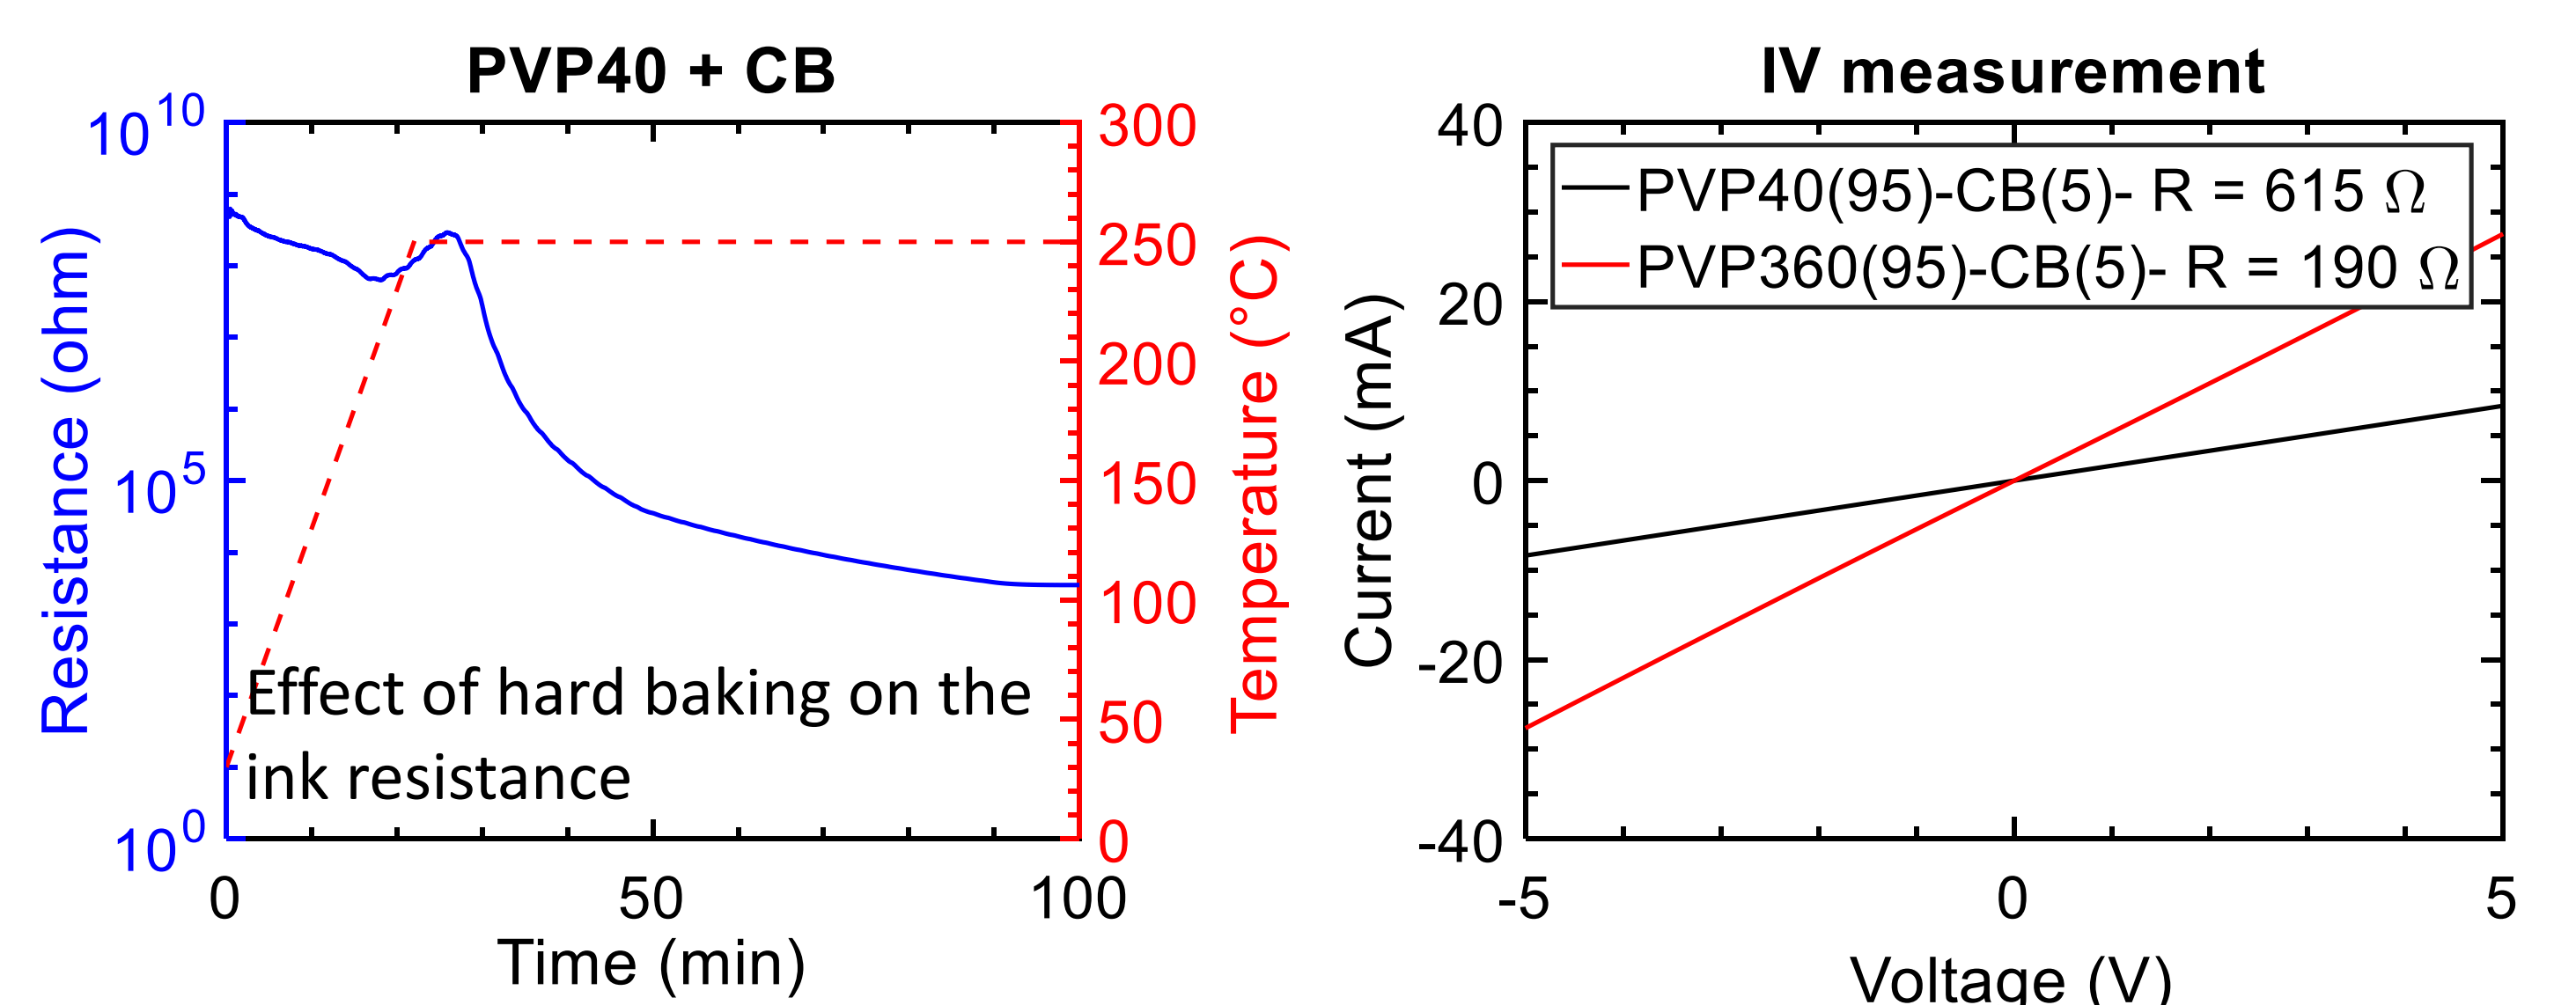 PVP40 + CB
10^10
10^5
10^0
Resistance (ohm)
300
250
200
150
100
50
0
Temperature (°C)
Effect of hard baking on the
ink resistance
0 50 100
Time (min)
IV measurement
PVP40(95)-CB(5)- R = 615 Ω
PVP360(95)-CB(5)- R = 190 Ω
40
20
0
-20
-40
Current (mA)
-5 0 5
Voltage (V)